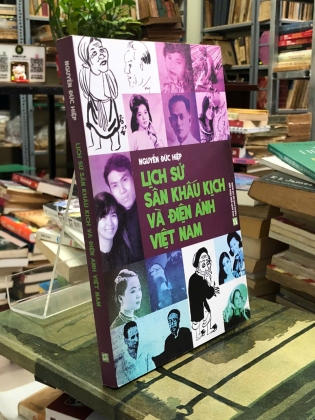 NGUYỄN ĐỨC HIỆP
LỊCH SỬ
SÂN KHẤU KỊCH
VÀ ĐIỆN ẢNH
VIỆT NAM
NGUYỄN ĐỨC HIỆP
LỊCH SỬ SÂN KHẤU KỊCH VÀ ĐIỆN ẢNH VIỆT NAM